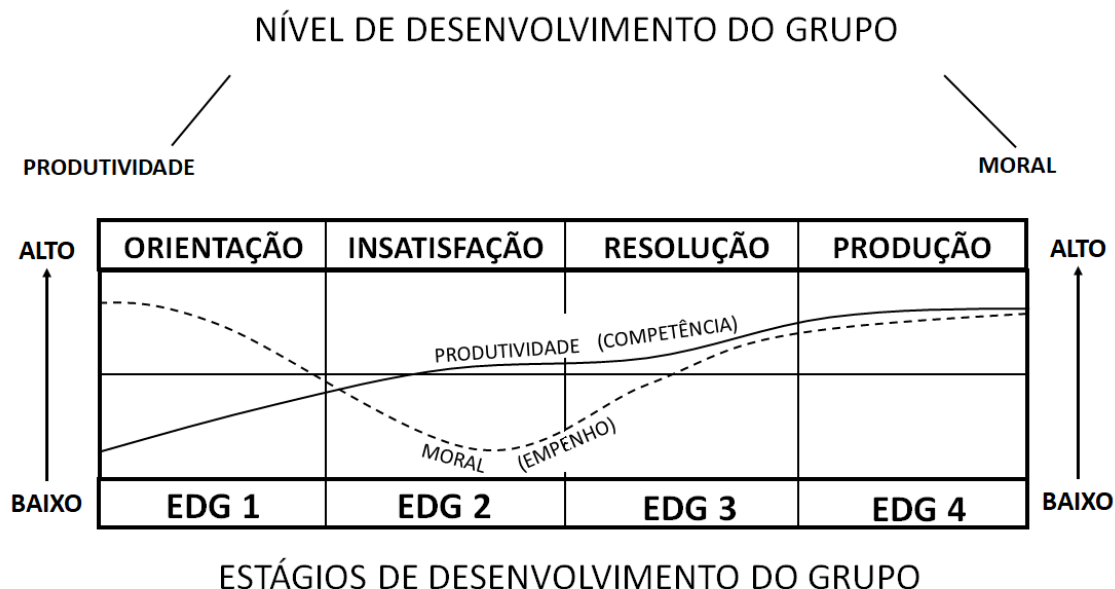 NÍVEL DE DESENVOLVIMENTO DO GRUPO
PRODUTIVIDADE
MORAL
ALTO
ORIENTAÇÃO
INSATISFAÇÃO
RESOLUÇÃO
PRODUÇÃO
ALTO
PRODUTIVIDADE (COMPETÊNCIA)
MORAL (EMPENHO)
BAIXO
EDG 1
EDG 2
EDG 3
EDG 4
BAIXO
ESTÁGIOS DE DESENVOLVIMENTO DO GRUPO